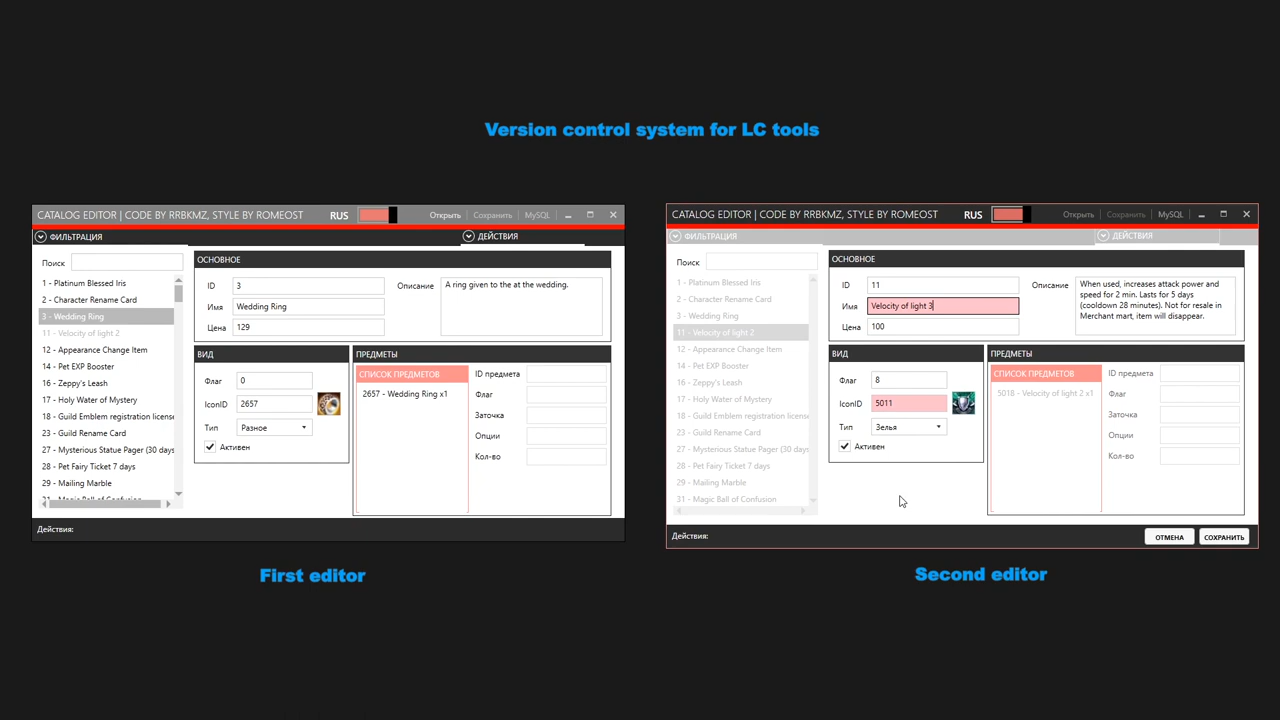 Version control system for LC tools
CATALOG EDITOR | CODE BY RRBKMZ, STYLE BY ROMEOST
RUS
Открыть
Сохранить
MySQL
ФИЛЬТРАЦИЯ
ДЕЙСТВИЯ
Поиск
1 - Platinum Blessed Iris
2 - Character Rename Card
3 - Wedding Ring
11 - Velocity of light 2
12 - Appearance Change Item
14 - Pet EXP Booster
16 - Zeppy's Leash
17 - Holy Water of Mystery
18 - Guild Emblem registration license
23 - Guild Rename Card
27 - Mysterious Statue Pager (30 days
28 - Pet Fairy Ticket 7 days
29 - Mailing Marble
31 - Magic Ball of Confusion
ОСНОВНОЕ
ID 3
Имя Wedding Ring
Цена 129
Описание
A ring given to the at the wedding.
ВИД
Флаг 0
IconID 2657
Тип Разное
Активен
ПРЕДМЕТЫ
СПИСОК ПРЕДМЕТОВ
2657 - Wedding Ring x1
ID предмета
Флаг
Заточка
Опции
Кол-во
Действия:
First editor
CATALOG EDITOR | CODE BY RRBKMZ, STYLE BY ROMEOST
RUS
Открыть
Сохранить
MySQL
ФИЛЬТРАЦИЯ
ДЕЙСТВИЯ
Поиск
1 - Platinum Blessed Iris
2 - Character Rename Card
3 - Wedding Ring
11 - Velocity of light 2
12 - Appearance Change Item
14 - Pet EXP Booster
16 - Zeppy's Leash
17 - Holy Water of Mystery
18 - Guild Emblem registration license
23 - Guild Rename Card
27 - Mysterious Statue Pager (30 days
28 - Pet Fairy Ticket 7 days
29 - Mailing Marble
31 - Magic Ball of Confusion
ОСНОВНОЕ
ID 11
Имя Velocity of light 3
Цена 100
Описание
When used, increases attack power and
speed for 2 min. Lasts for 5 days
(cooldown 28 minutes). Not for resale in
Merchant mart, item will disappear.
ВИД
Флаг 8
IconID 5011
Тип Зелья
Активен
ПРЕДМЕТЫ
СПИСОК ПРЕДМЕТОВ
5018 - Velocity of light 2 x1
ID предмета
Флаг
Заточка
Опции
Кол-во
Действия:
ОТМЕНА
СОХРАНИТЬ
Second editor